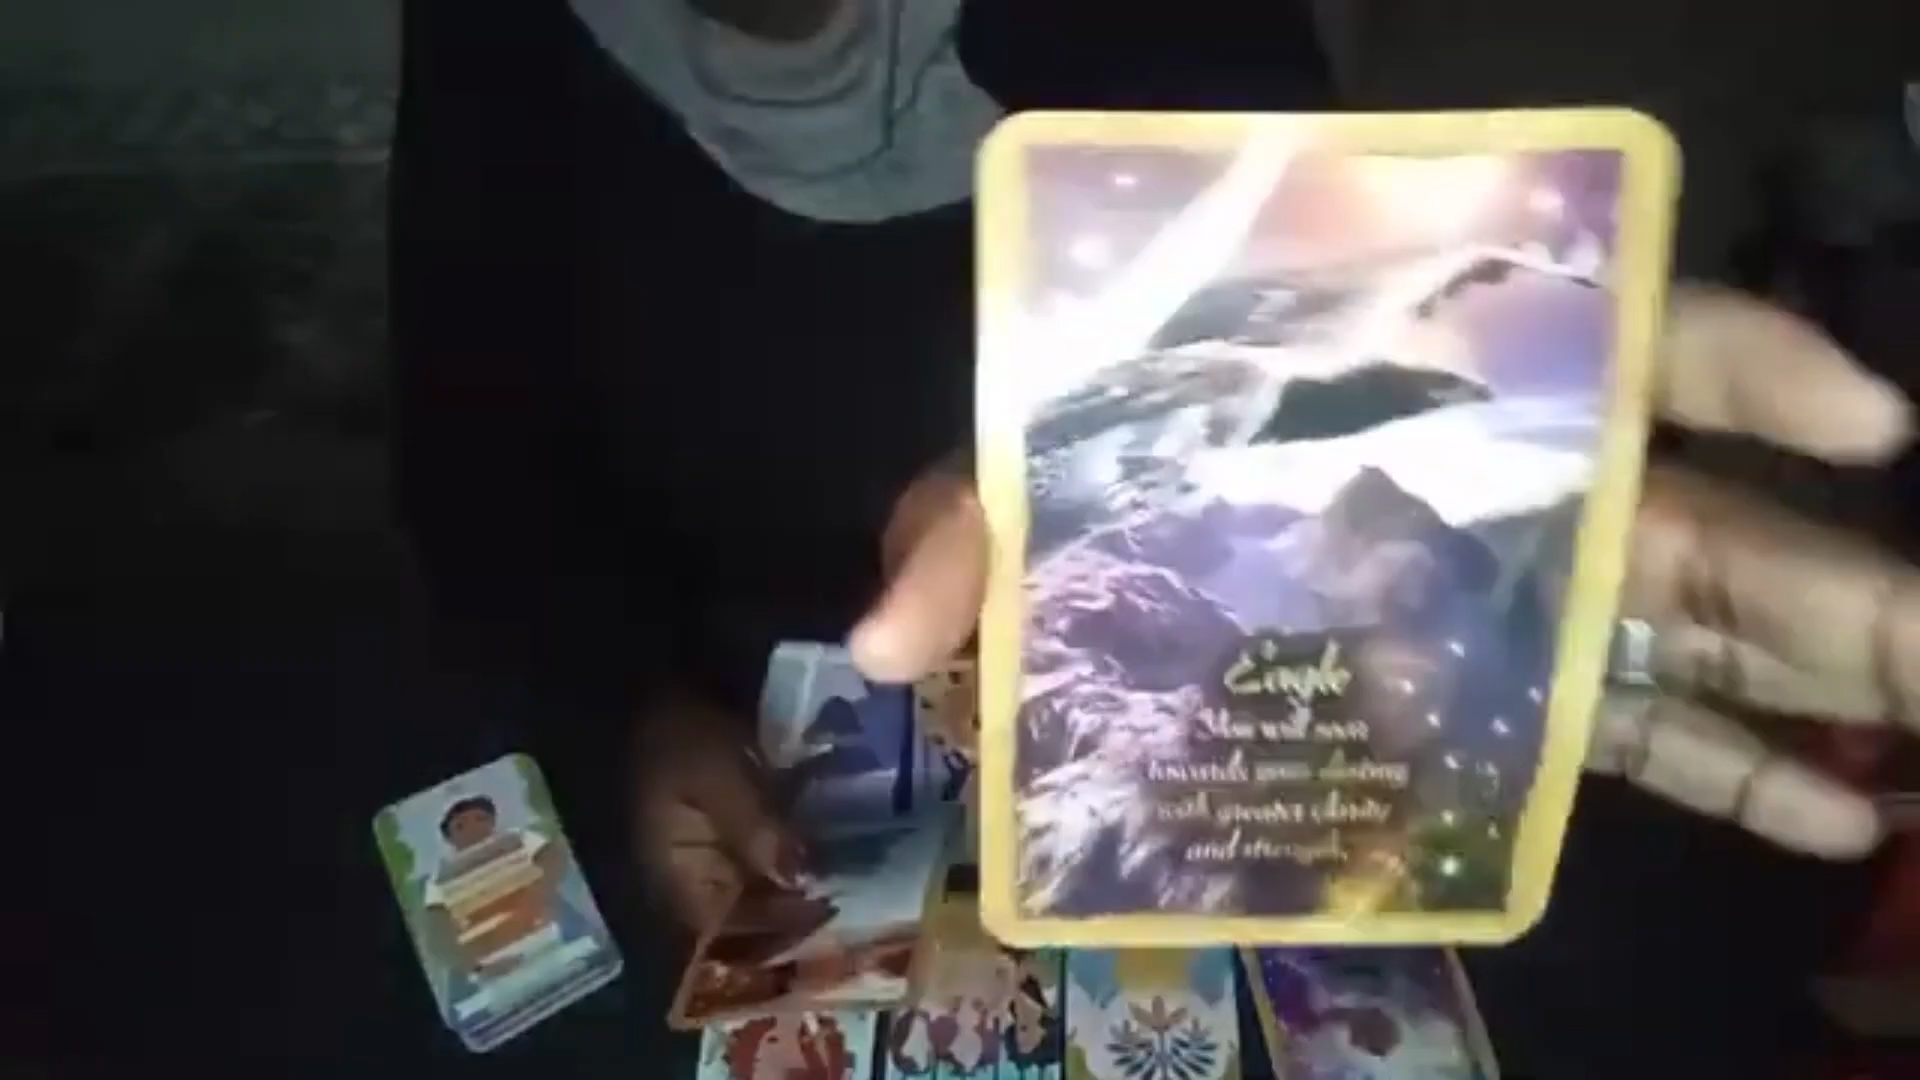 Eagle
You will soar
towards your destiny
with greater clarity
and strength.